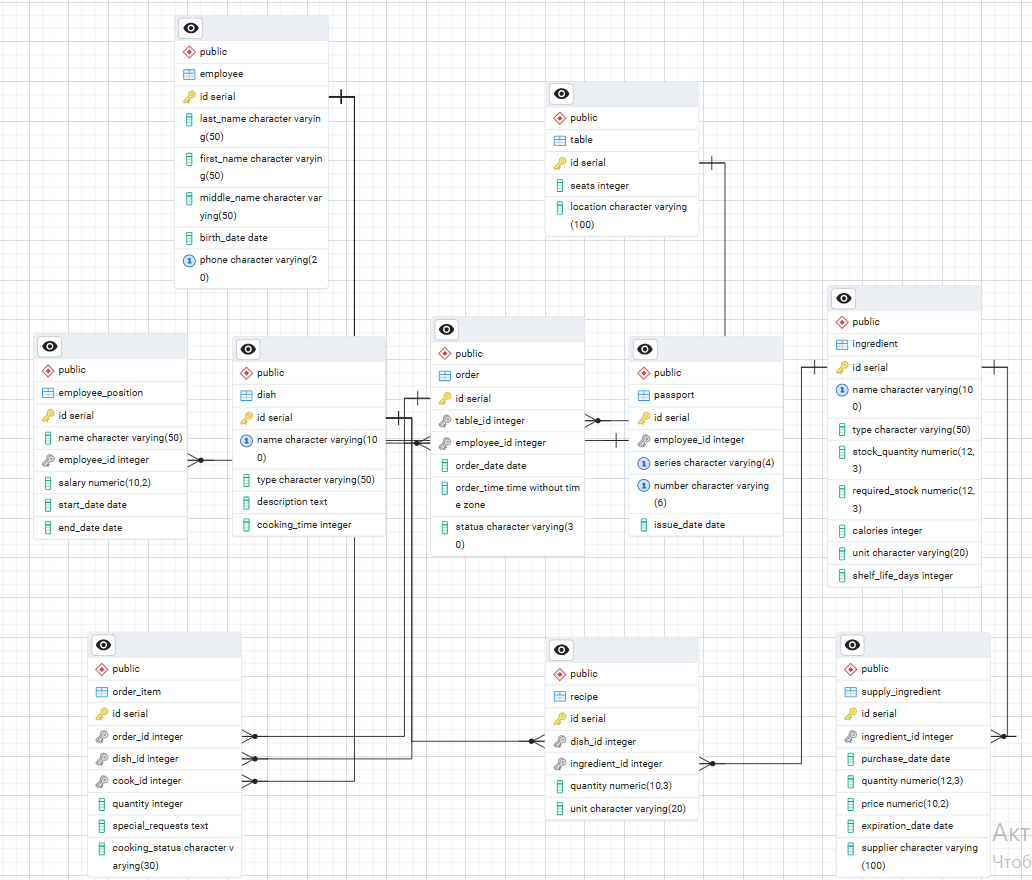 public
employee
id serial
last_name character varyin
g(50)
first_name character varyin
g(50)
middle_name character var
ying(50)
birth_date date
phone character varying(2
0)
public
table
id serial
seats integer
location character varying
(100)
public
employee_position
id serial
name character varying(50)
employee_id integer
salary numeric(10,2)
start_date date
end_date date
public
dish
id serial
name character varying(10
0)
type character varying(50)
description text
cooking_time integer
public
order
id serial
table_id integer
employee_id integer
order_date date
order_time time without tim
e zone
status character varying(3
0)
public
passport
id serial
employee_id integer
series character varying(4)
number character varying
(6)
issue_date date
public
ingredient
id serial
name character varying(10
0)
type character varying(50)
stock_quantity numeric(12,
3)
required_stock numeric(12,
3)
calories integer
unit character varying(20)
shelf_life_days integer
public
order_item
id serial
order_id integer
dish_id integer
cook_id integer
quantity integer
special_requests text
cooking_status character v
arying(30)
public
recipe
id serial
dish_id integer
ingredient_id integer
quantity numeric(10,3)
unit character varying(20)
public
supply_ingredient
id serial
ingredient_id integer
purchase_date date
quantity numeric(12,3)
price numeric(10,2)
expiration_date date
supplier character varying
(100)
Акт
Чтоб